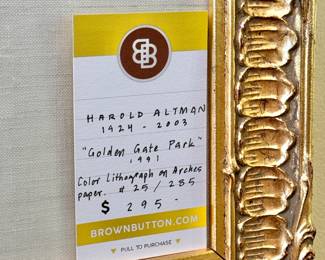 BB
HAROLD ALTMAN
1924 - 2003
"Golden Gate Park"
1991
Color Lithograph on Arches
paper. # 25 / 285
$ 295 -
BROWNBUTTON.COM
PULL TO PURCHASE